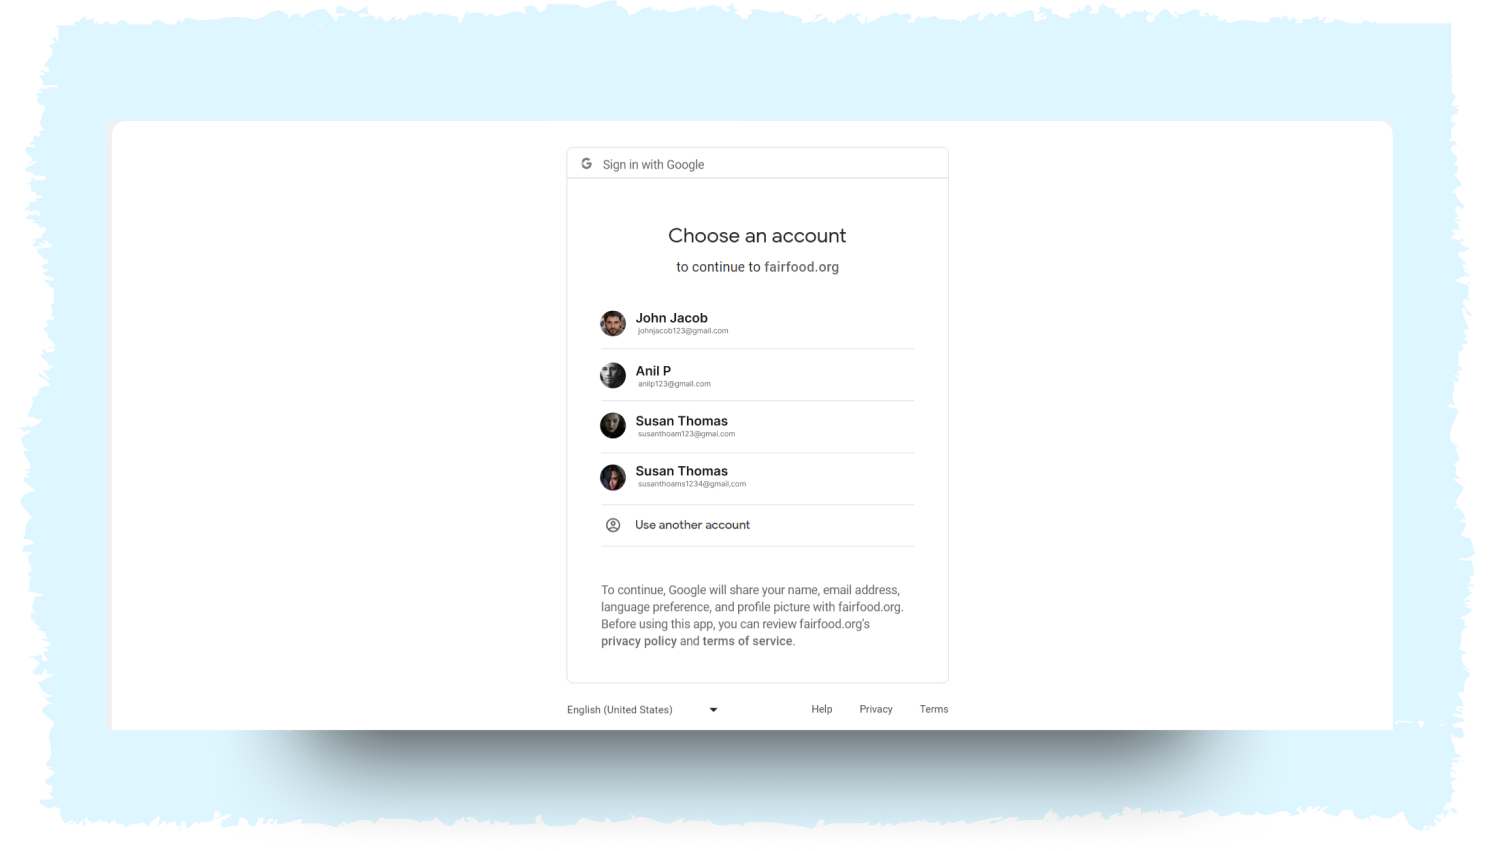 Sign in with Google
Choose an account
to continue to fairfood.org
John Jacob
johnjacob123@gmail.com
Anil P
anilp123@gmail.com
Susan Thomas
susanthoam123@gmai.com
Susan Thomas
susanthoams1234@gmail,com
Use another account
To continue, Google will share your name, email address,
language preference, and profile picture with fairfood.org.
Before using this app, you can review fairfood.org's
privacy policy and terms of service.
English (United States) Help Privacy Terms